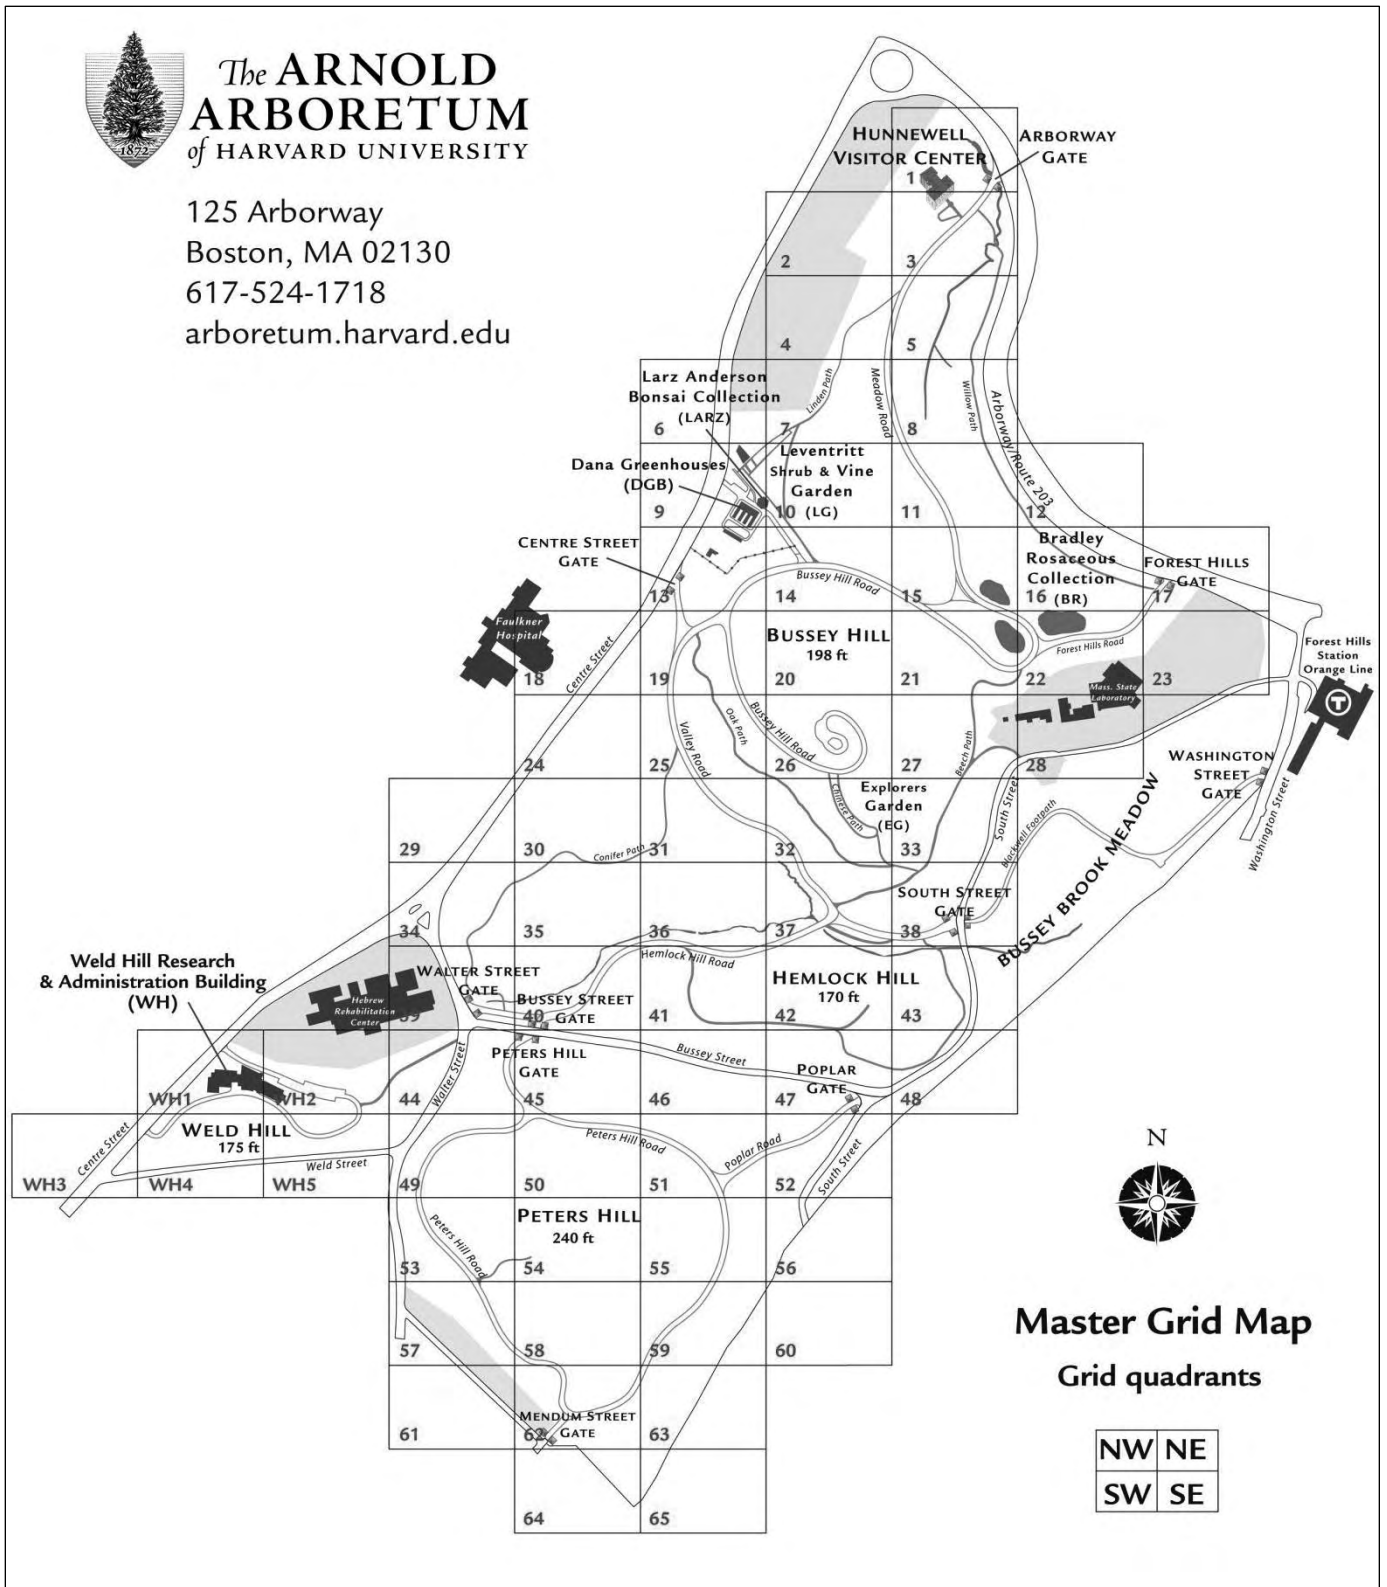 The ARNOLD
ARBORETUM
of HARVARD UNIVERSITY
1872
125 Arborway
Boston, MA 02130
617-524-1718
arboretum.harvard.edu
HUNNEWELL
VISITOR CENTER
ARBORWAY
GATE
1
2
3
4
5
Larz Anderson
Bonsai Collection
(LARZ)
Linden Path
Meadow Road
Willow Path
Arborway/Route 203
6
7
8
Dana Greenhouses
(DGB)
Leventritt
Shrub & Vine
Garden
(LG)
9
10
11
12
CENTRE STREET
GATE
Bradley
Rosaceous
Collection
(BR)
FOREST HILLS
GATE
Bussey Hill Road
13
14
15
16
17
Faulkner
Hospital
Centre Street
BUSSEY HILL
198 ft
Forest Hills Road
Forest Hills
Station
Orange Line
T
Mass. State
Laboratory
18
19
20
21
22
23
Valley Road
Oak Path
Bussey Hill Road
Beech Path
WASHINGTON
STREET
GATE
Washington Street
24
25
26
27
28
Chinese Path
Explorers
Garden
(EG)
South Street
Blackwell Footpath
BUSSEY BROOK MEADOW
29
30
Conifer Path
31
32
33
SOUTH STREET
GATE
34
35
36
37
38
Weld Hill Research
& Administration Building
(WH)
WALTER STREET
GATE
Hemlock Hill Road
HEMLOCK HILL
170 ft
Hebrew
Rehabilitation
Center
BUSSEY STREET
GATE
39
40
41
42
43
PETERS HILL
GATE
Bussey Street
POPLAR
GATE
Walter Street
WH1
WH2
44
45
46
47
48
Centre Street
WELD HILL
175 ft
Weld Street
Peters Hill Road
Poplar Road
South Street
WH3
WH4
WH5
49
50
51
52
PETERS HILL
240 ft
Peters Hill Road
53
54
55
56
57
58
59
60
MENDUM STREET
GATE
61
62
63
64
65
N
Master Grid Map
Grid quadrants
NW NE
SW SE